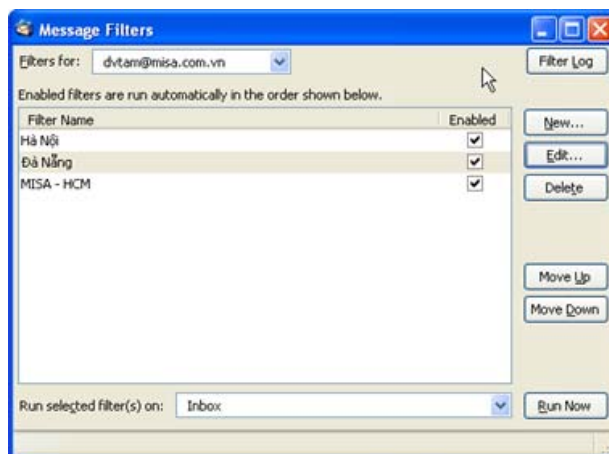 Message Filters
Filters for: dvtam@misa.com.vn Filter Log
Enabled filters are run automatically in the order shown below.
Filter Name Enabled New...
Hà Nội
Đà Nẵng Edit...
MISA - HCM Delete
Move Up
Move Down
Run selected filter(s) on: Inbox Run Now